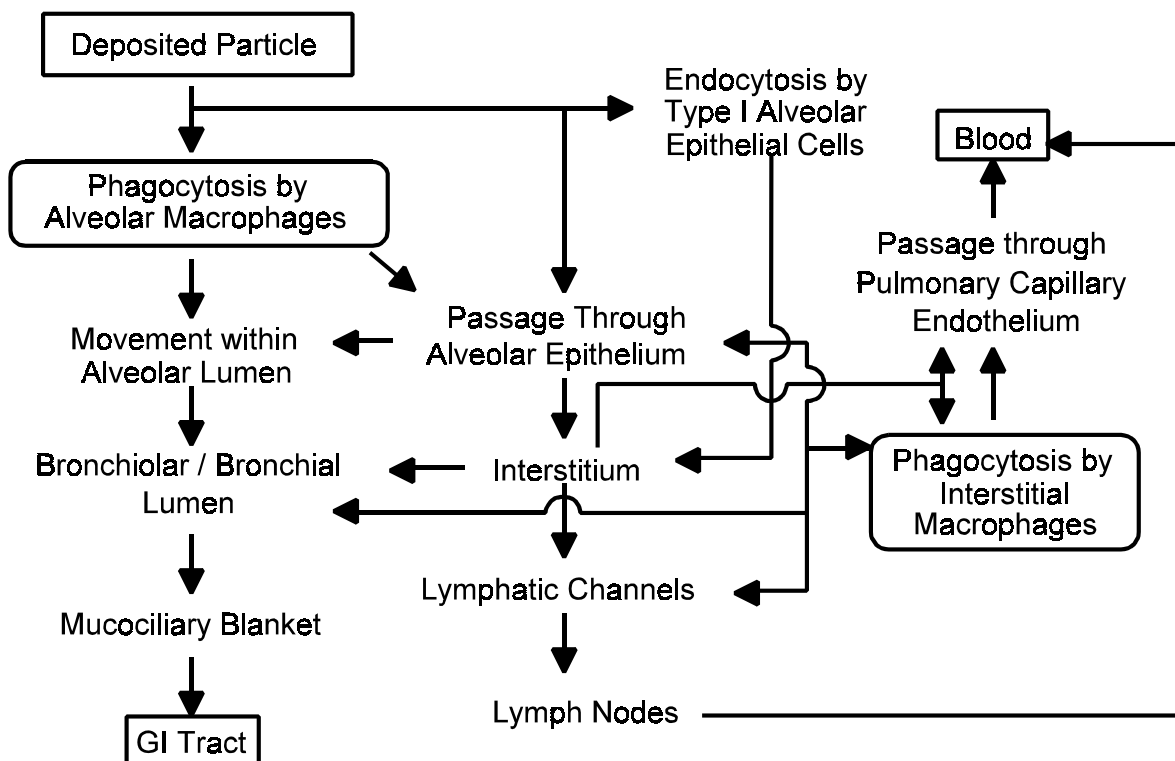 Deposited Particle
Endocytosis by
Type I Alveolar
Epithelial Cells
Blood
Phagocytosis by
Alveolar Macrophages
Passage through
Pulmonary Capillary
Endothelium
Movement within
Alveolar Lumen
Passage Through
Alveolar Epithelium
Bronchiolar / Bronchial
Lumen
Interstitium
Phagocytosis by
Interstitial
Macrophages
Lymphatic Channels
Mucociliary Blanket
Lymph Nodes
GI Tract